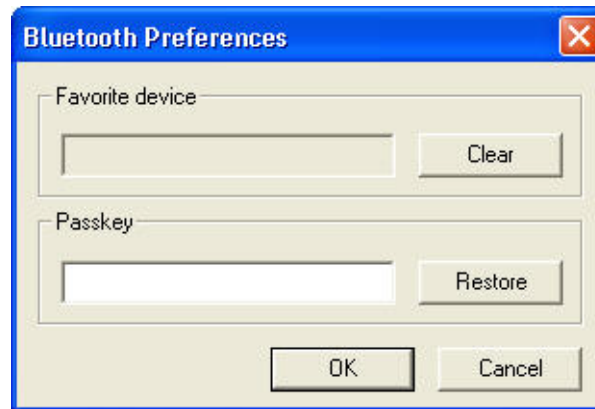 Bluetooth Preferences
Favorite device
Clear
Passkey
Restore
OK
Cancel